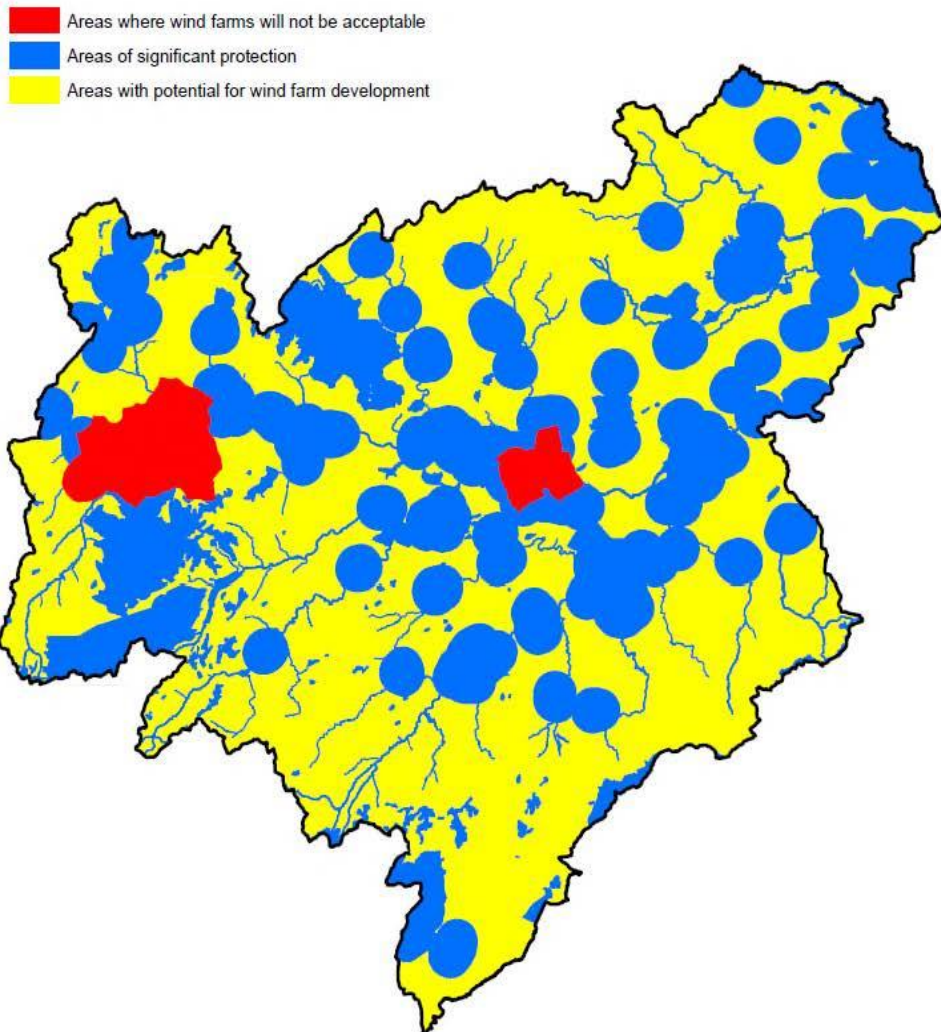 Areas where wind farms will not be acceptable
Areas of significant protection
Areas with potential for wind farm development